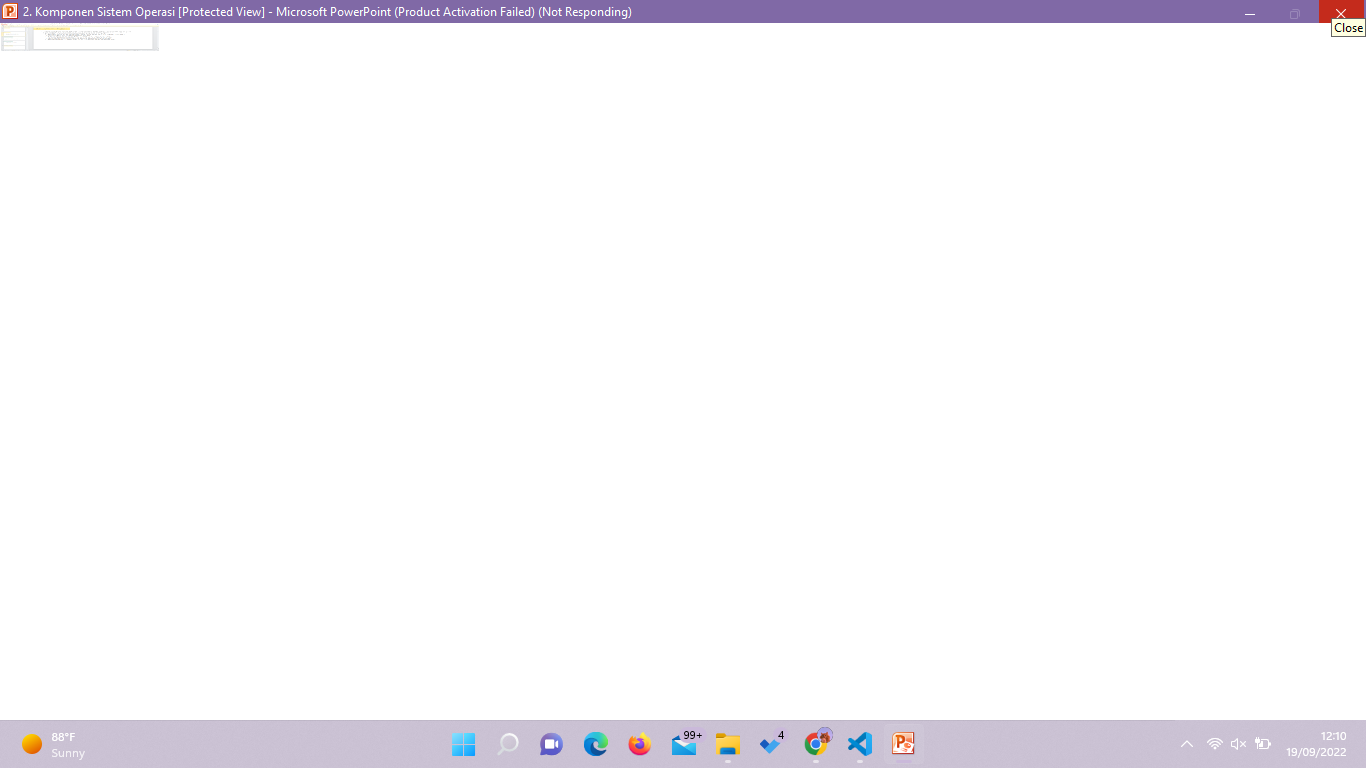 2. Komponen Sistem Operasi [Protected View] - Microsoft PowerPoint (Product Activation Failed) (Not Responding)
Close
88°F
Sunny
99+
4
12:10
19/09/2022